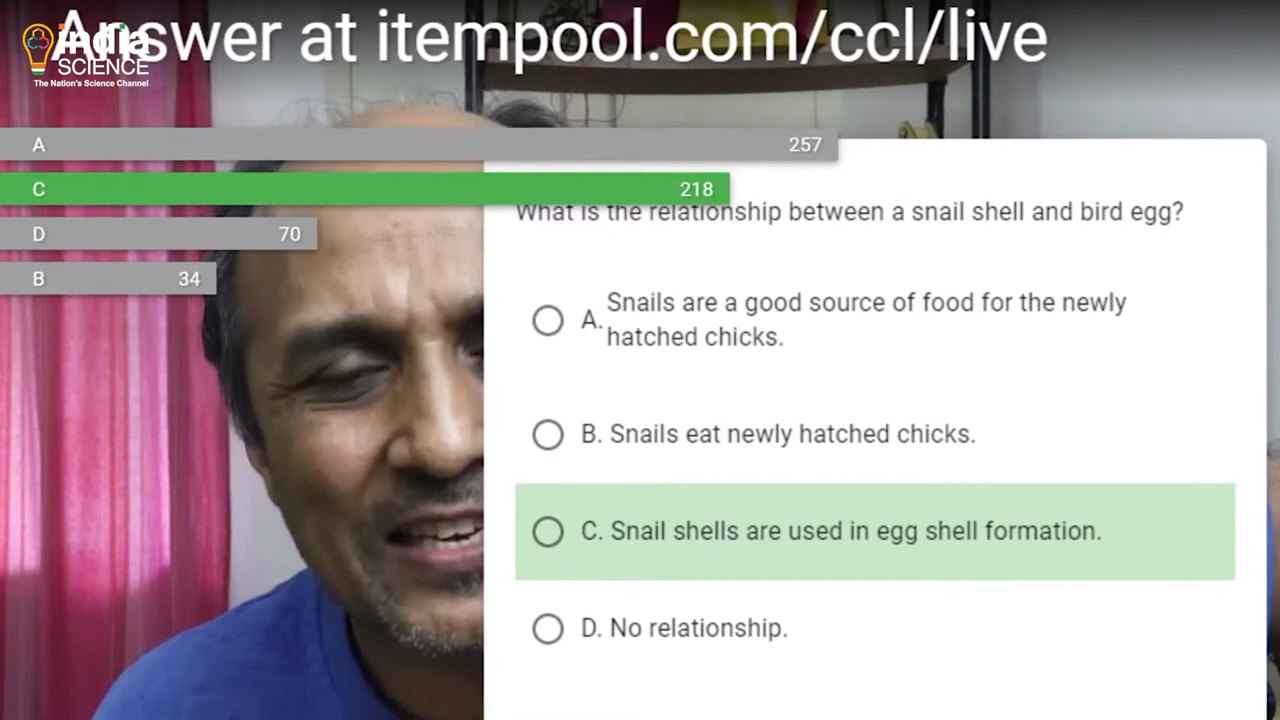 Answer at itempool.com/ccl/live
india
SCIENCE
The Nation's Science Channel
A 257
C 218
D 70
B 34
What is the relationship between a snail shell and bird egg?
A. Snails are a good source of food for the newly
hatched chicks.
B. Snails eat newly hatched chicks.
C. Snail shells are used in egg shell formation.
D. No relationship.